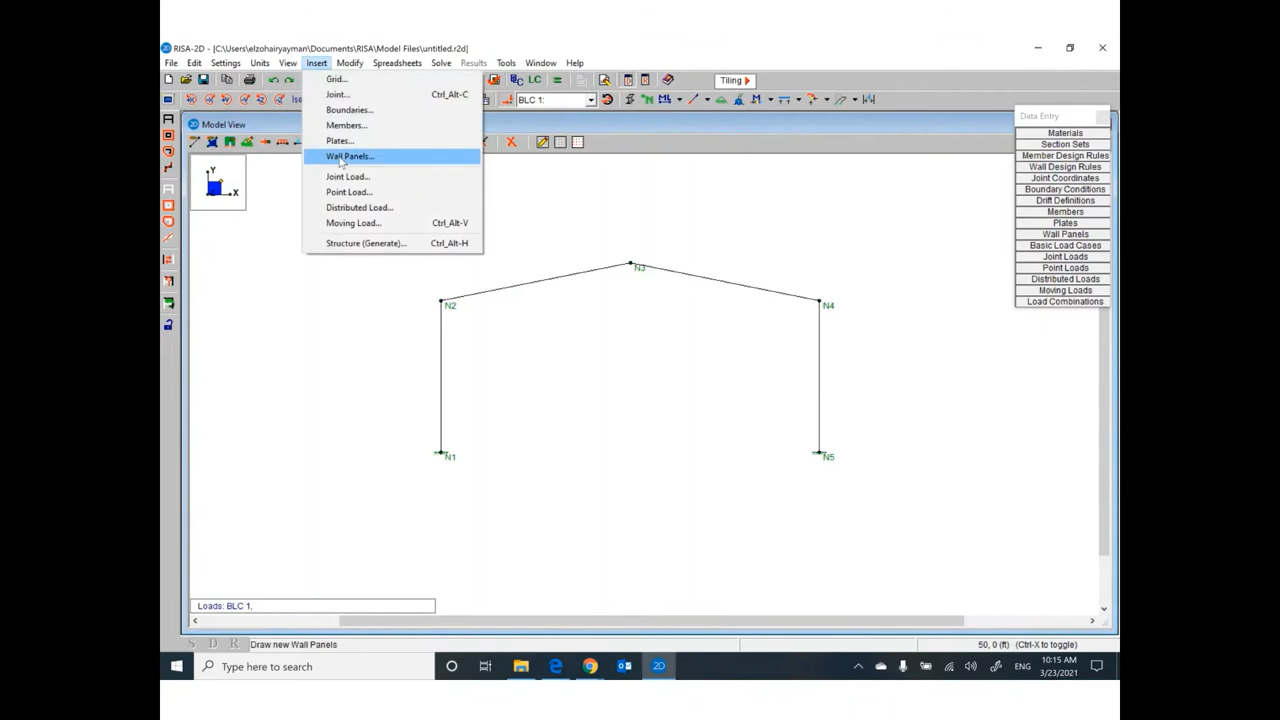 RISA-2D - [C:\Users\elzohairyayman\Documents\RISA\Model Files\untitled.r2d]
File Edit Settings Units View Insert Modify Spreadsheets Solve Results Tools Window Help
LC Tiling
BLC 1:
Model View
Grid...
Joint... Ctrl_Alt-C
Boundaries...
Members...
Plates...
Wall Panels...
Joint Load...
Point Load...
Distributed Load...
Moving Load... Ctrl_Alt-V
Structure (Generate)... Ctrl_Alt-H
Y
X
Data Entry
Materials
Section Sets
Member Design Rules
Wall Design Rules
Joint Coordinates
Boundary Conditions
Drift Definitions
Members
Plates
Wall Panels
Basic Load Cases
Joint Loads
Point Loads
Distributed Loads
Moving Loads
Load Combinations
N3
N2
N4
N1
N5
Loads: BLC 1,
S D R Draw new Wall Panels 50, 0 (ft) (Ctrl-X to toggle)
Type here to search
2D
ENG
10:15 AM
3/23/2021